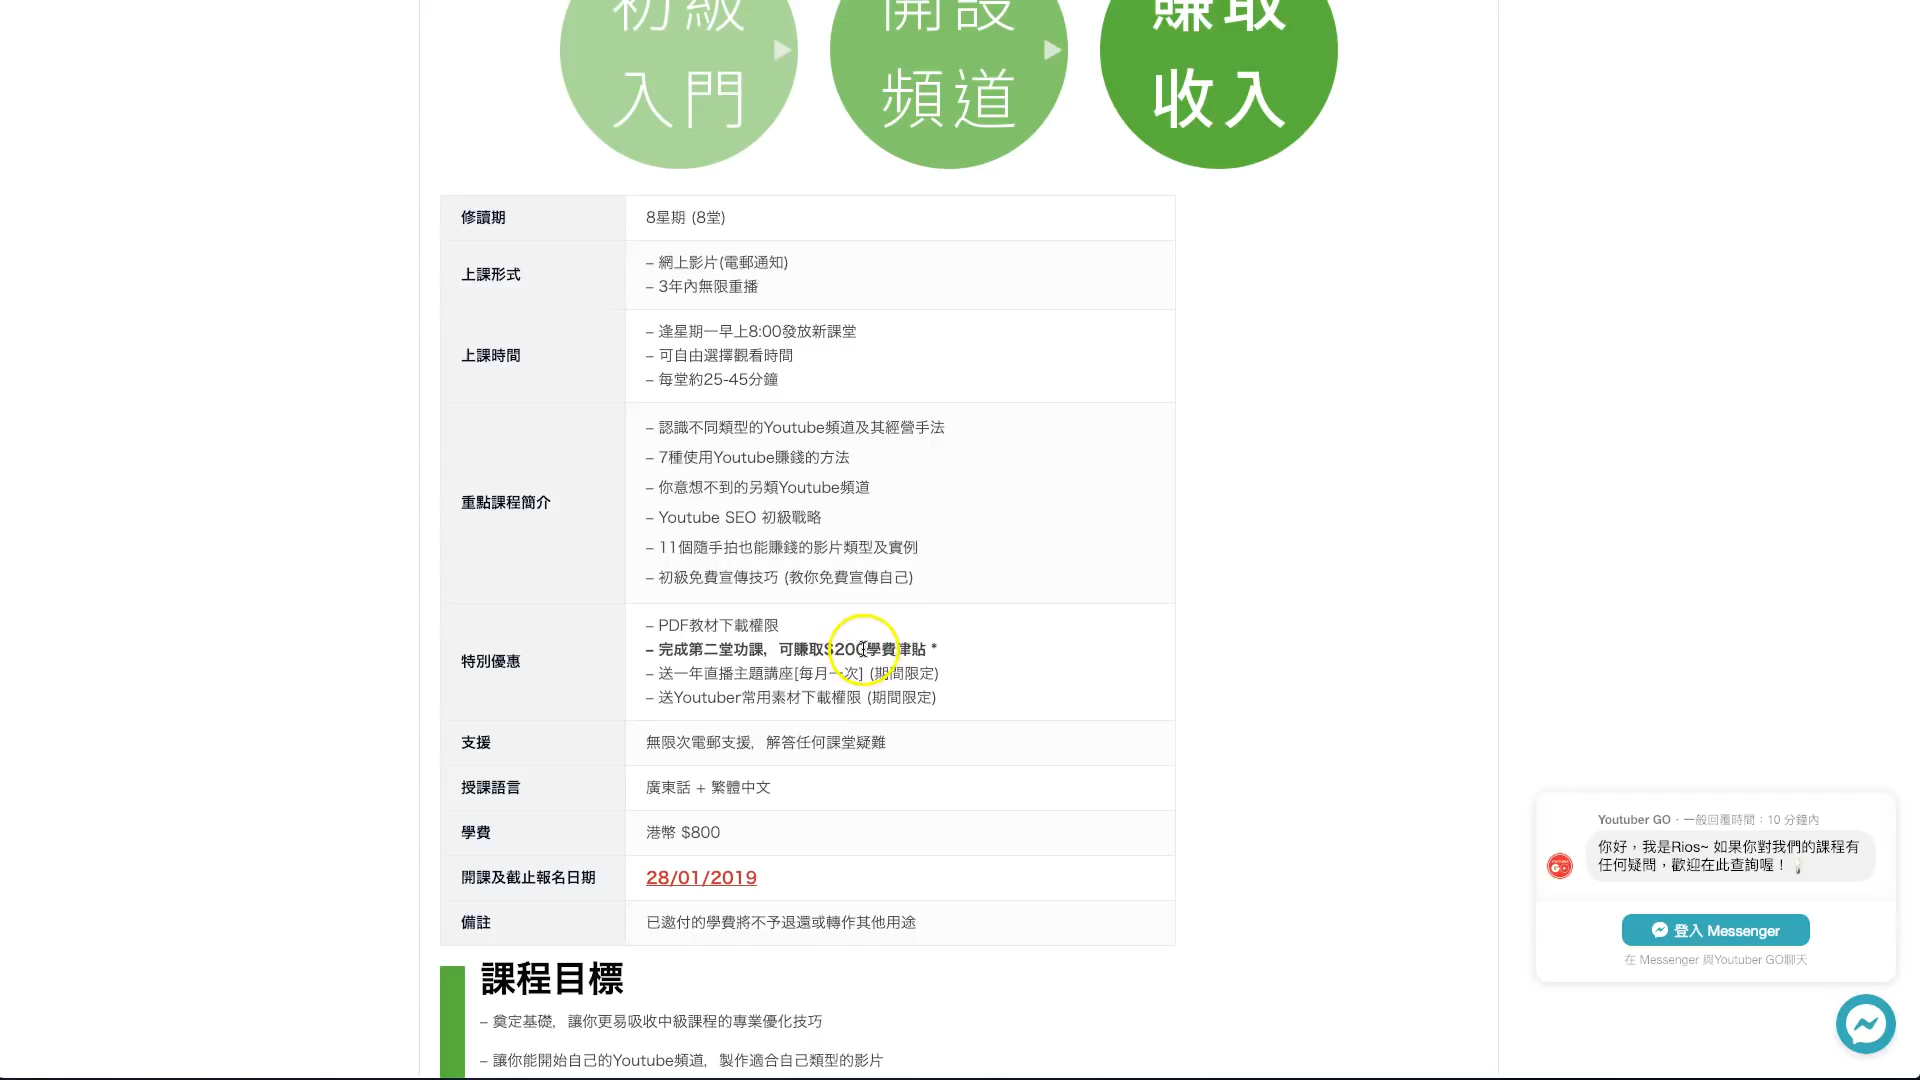 初級
入門
開設
頻道
賺取
收入
修讀期
8星期 (8堂)
上課形式
– 網上影片(電郵通知)
– 3年內無限重播
上課時間
– 逢星期一早上8:00發放新課堂
– 可自由選擇觀看時間
– 每堂約25-45分鐘
重點課程簡介
– 認識不同類型的Youtube頻道及其經營手法
– 7種使用Youtube賺錢的方法
– 你意想不到的另類Youtube頻道
– Youtube SEO 初級戰略
– 11個隨手拍也能賺錢的影片類型及實例
– 初級免費宣傳技巧 (教你免費宣傳自己)
特別優惠
– PDF教材下載權限
– 完成第二堂功課，可賺取$200學費津貼 *
– 送一年直播主題講座[每月一次] (期間限定)
– 送Youtuber常用素材下載權限 (期間限定)
支援
無限次電郵支援，解答任何課堂疑難
授課語言
廣東話 + 繁體中文
學費
港幣 $800
開課及截止報名日期
28/01/2019
備註
已邀付的學費將不予退還或轉作其他用途
課程目標
– 奠定基礎，讓你更易吸收中級課程的專業優化技巧
– 讓你能開始自己的Youtube頻道，製作適合自己類型的影片
Youtuber GO · 一般回覆時間：10 分鐘內
你好，我是Rios~ 如果你對我們的課程有
任何疑問，歡迎在此查詢喔！
GO
登入 Messenger
在 Messenger 與Youtuber GO聊天